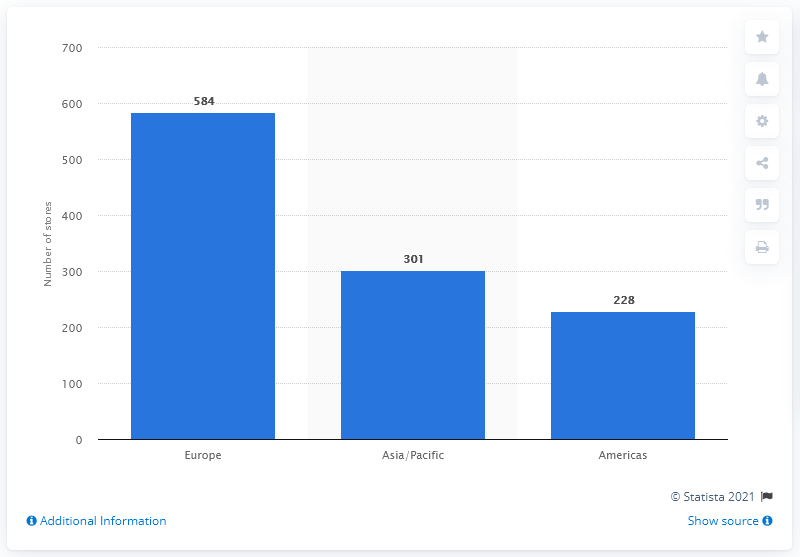 700
600
500
400
300
200
100
0
Number of stores
584
301
228
Europe Asia/Pacific Americas
© Statista 2021
Additional Information Show source